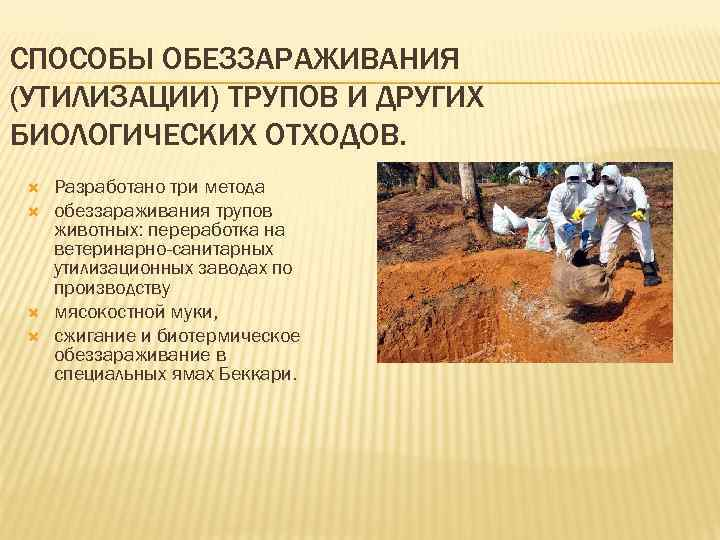 СПОСОБЫ ОБЕЗЗАРАЖИВАНИЯ
(УТИЛИЗАЦИИ) ТРУПОВ И ДРУГИХ
БИОЛОГИЧЕСКИХ ОТХОДОВ.
Разработано три метода
обеззараживания трупов
животных: переработка на
ветеринарно-санитарных
утилизационных заводах по
производству
мясокостной муки,
сжигание и биотермическое
обеззараживание в
специальных ямах Беккари.